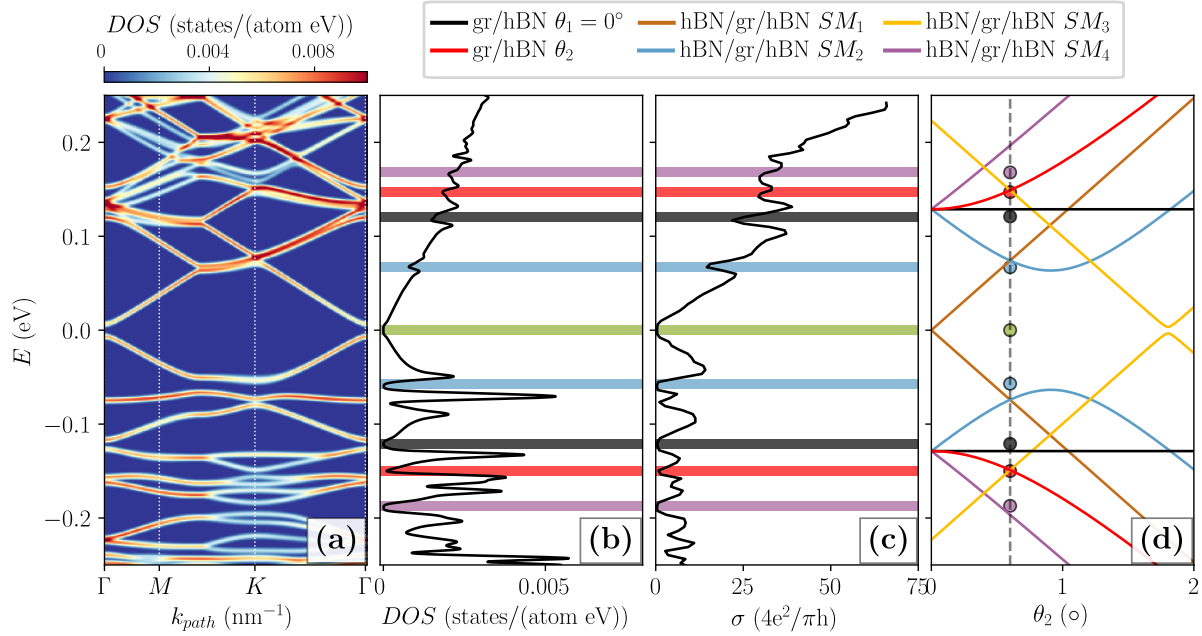 DOS (states/(atom eV))
0 0.004 0.008
gr/hBN θ₁ = 0° hBN/gr/hBN SM₁ hBN/gr/hBN SM₃
gr/hBN θ₂ hBN/gr/hBN SM₂ hBN/gr/hBN SM₄
0.2
0.1
0.0
−0.1
−0.2
E (eV)
(a) (b) (c) (d)
Γ M K Γ 0 0.005 0 25 50 75 0 1 2
k_path (nm⁻¹) DOS (states/(atom eV)) σ (4e²/πh) θ₂ (○)